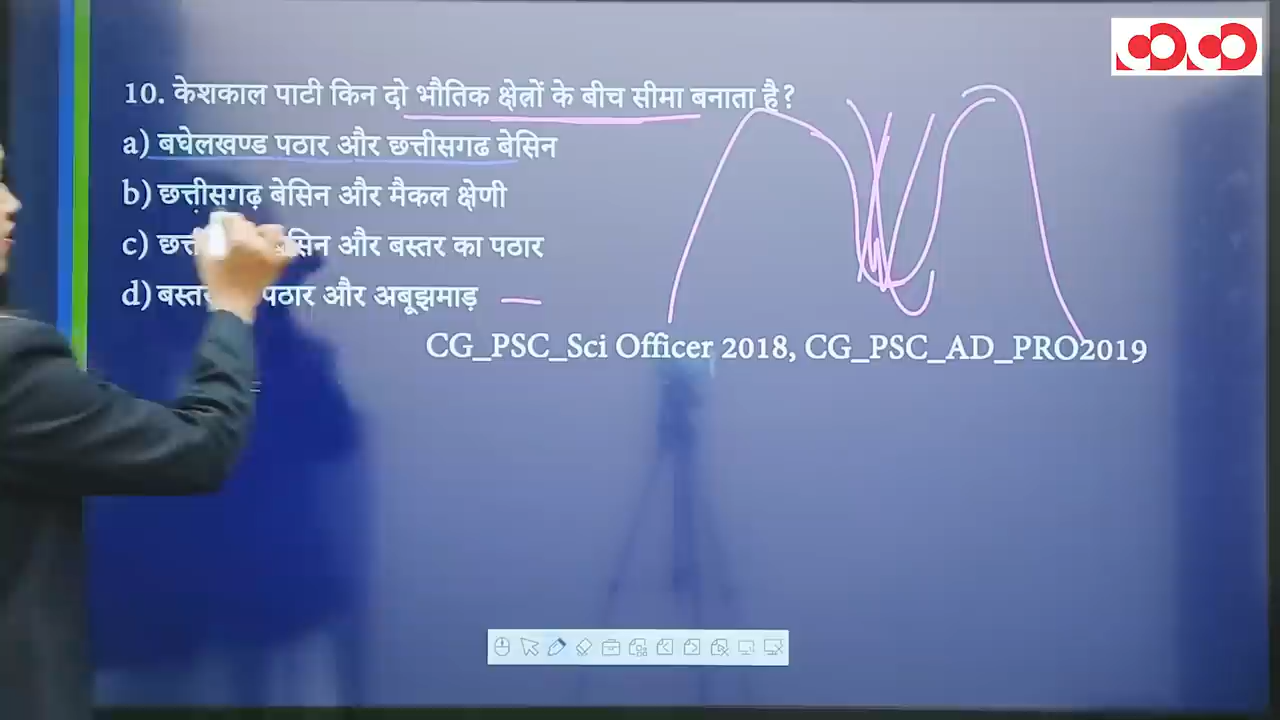 10. केशकाल पाटी किन दो भौतिक क्षेत्रों के बीच सीमा बनाता है?
a) बघेलखण्ड पठार और छत्तीसगढ बेसिन
b) छत्तीसगढ़ बेसिन और मैकल क्षेणी
c) और बस्तर का पठार
d) पठार और अबूझमाड़
CG_PSC_Sci Officer 2018, CG_PSC_AD_PRO2019